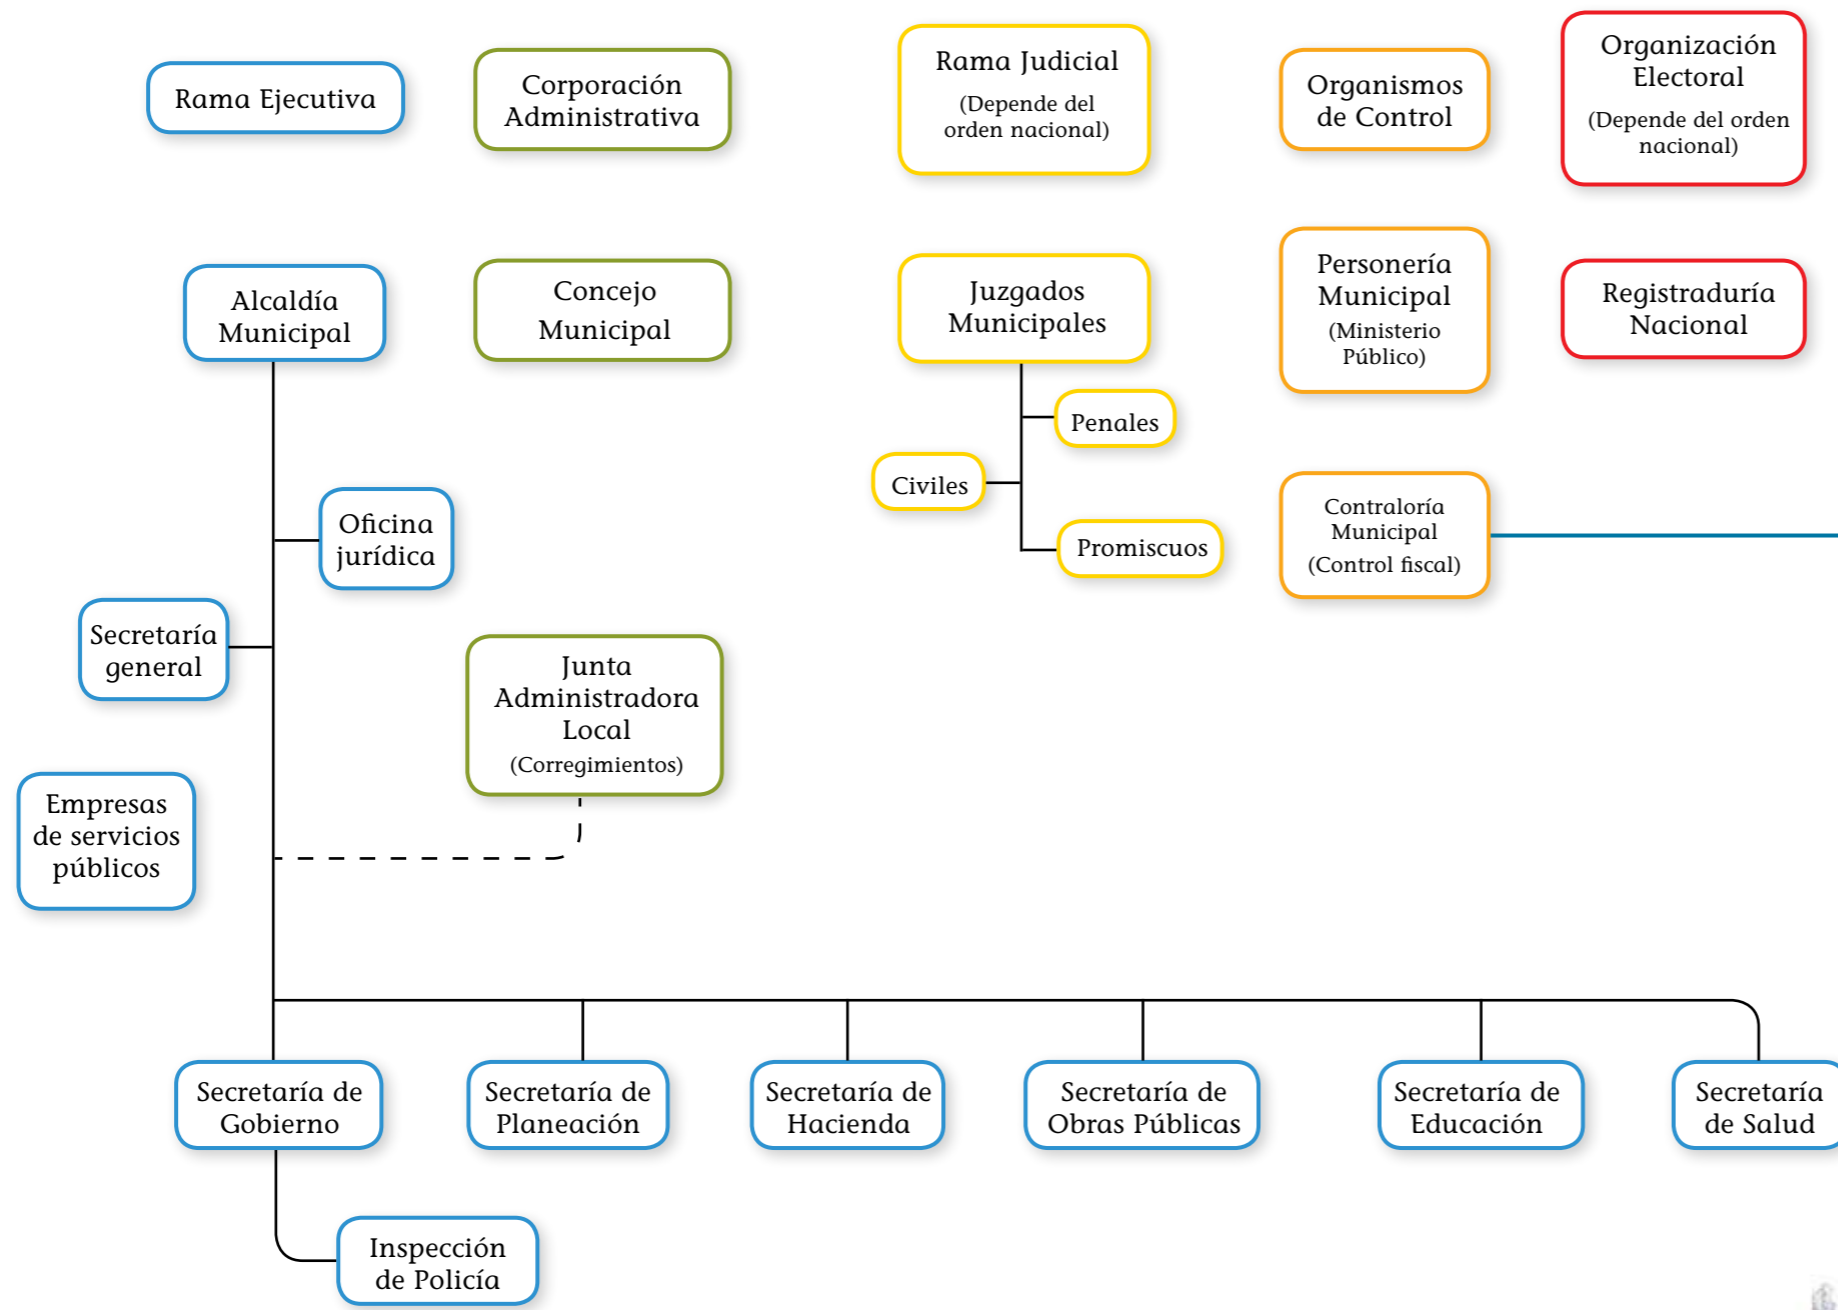 Rama Ejecutiva
Corporación
Administrativa
Rama Judicial
(Depende del
orden nacional)
Organismos
de Control
Organización
Electoral
(Depende del orden
nacional)
Alcaldía
Municipal
Concejo
Municipal
Juzgados
Municipales
Personería
Municipal
(Ministerio
Público)
Registraduría
Nacional
Penales
Civiles
Promiscuos
Contraloría
Municipal
(Control fiscal)
Oficina
jurídica
Secretaría
general
Junta
Administradora
Local
(Corregimientos)
Empresas
de servicios
públicos
Secretaría de
Gobierno
Secretaría de
Planeación
Secretaría de
Hacienda
Secretaría de
Obras Públicas
Secretaría de
Educación
Secretaría
de Salud
Inspección
de Policía